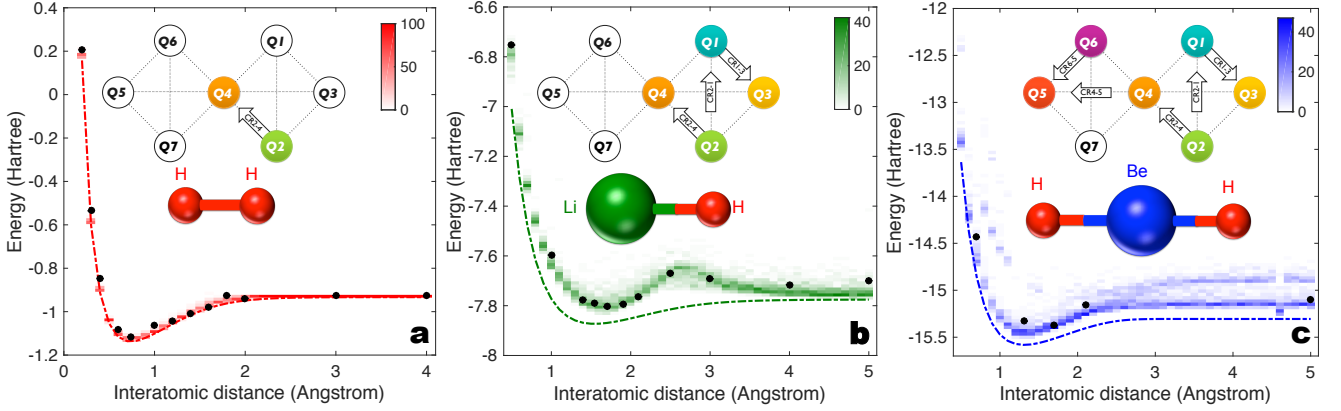 0.4
0.2
0
-0.2
-0.4
-0.6
-0.8
-1
-1.2
0
1
2
3
4
Energy (Hartree)
Interatomic distance (Angstrom)
100
50
0
Q6
Q1
Q5
Q4
Q3
Q7
Q2
CR2-4
H
H
a
-6.6
-6.8
-7
-7.2
-7.4
-7.6
-7.8
-8
1
2
3
4
5
Energy (Hartree)
Interatomic distance (Angstrom)
40
20
0
Q6
Q1
Q5
Q4
Q3
Q7
Q2
CR1-3
CR2-1
CR2-4
Li
H
b
-12
-12.5
-13
-13.5
-14
-14.5
-15
-15.5
1
2
3
4
5
Energy (Hartree)
Interatomic distance (Angstrom)
40
20
0
Q6
Q1
Q5
Q4
Q3
Q7
Q2
CR6-5
CR4-5
CR1-3
CR2-1
CR2-4
H
Be
H
c